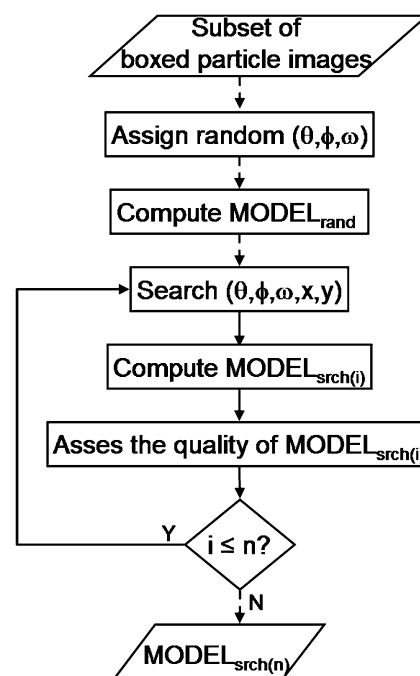 Subset of
boxed particle images
Assign random (θ,ϕ,ω)
Compute MODELrand
Search (θ,ϕ,ω,x,y)
Compute MODELsrch(i)
Asses the quality of MODELsrch(i
Y
i ≤ n?
N
MODELsrch(n)